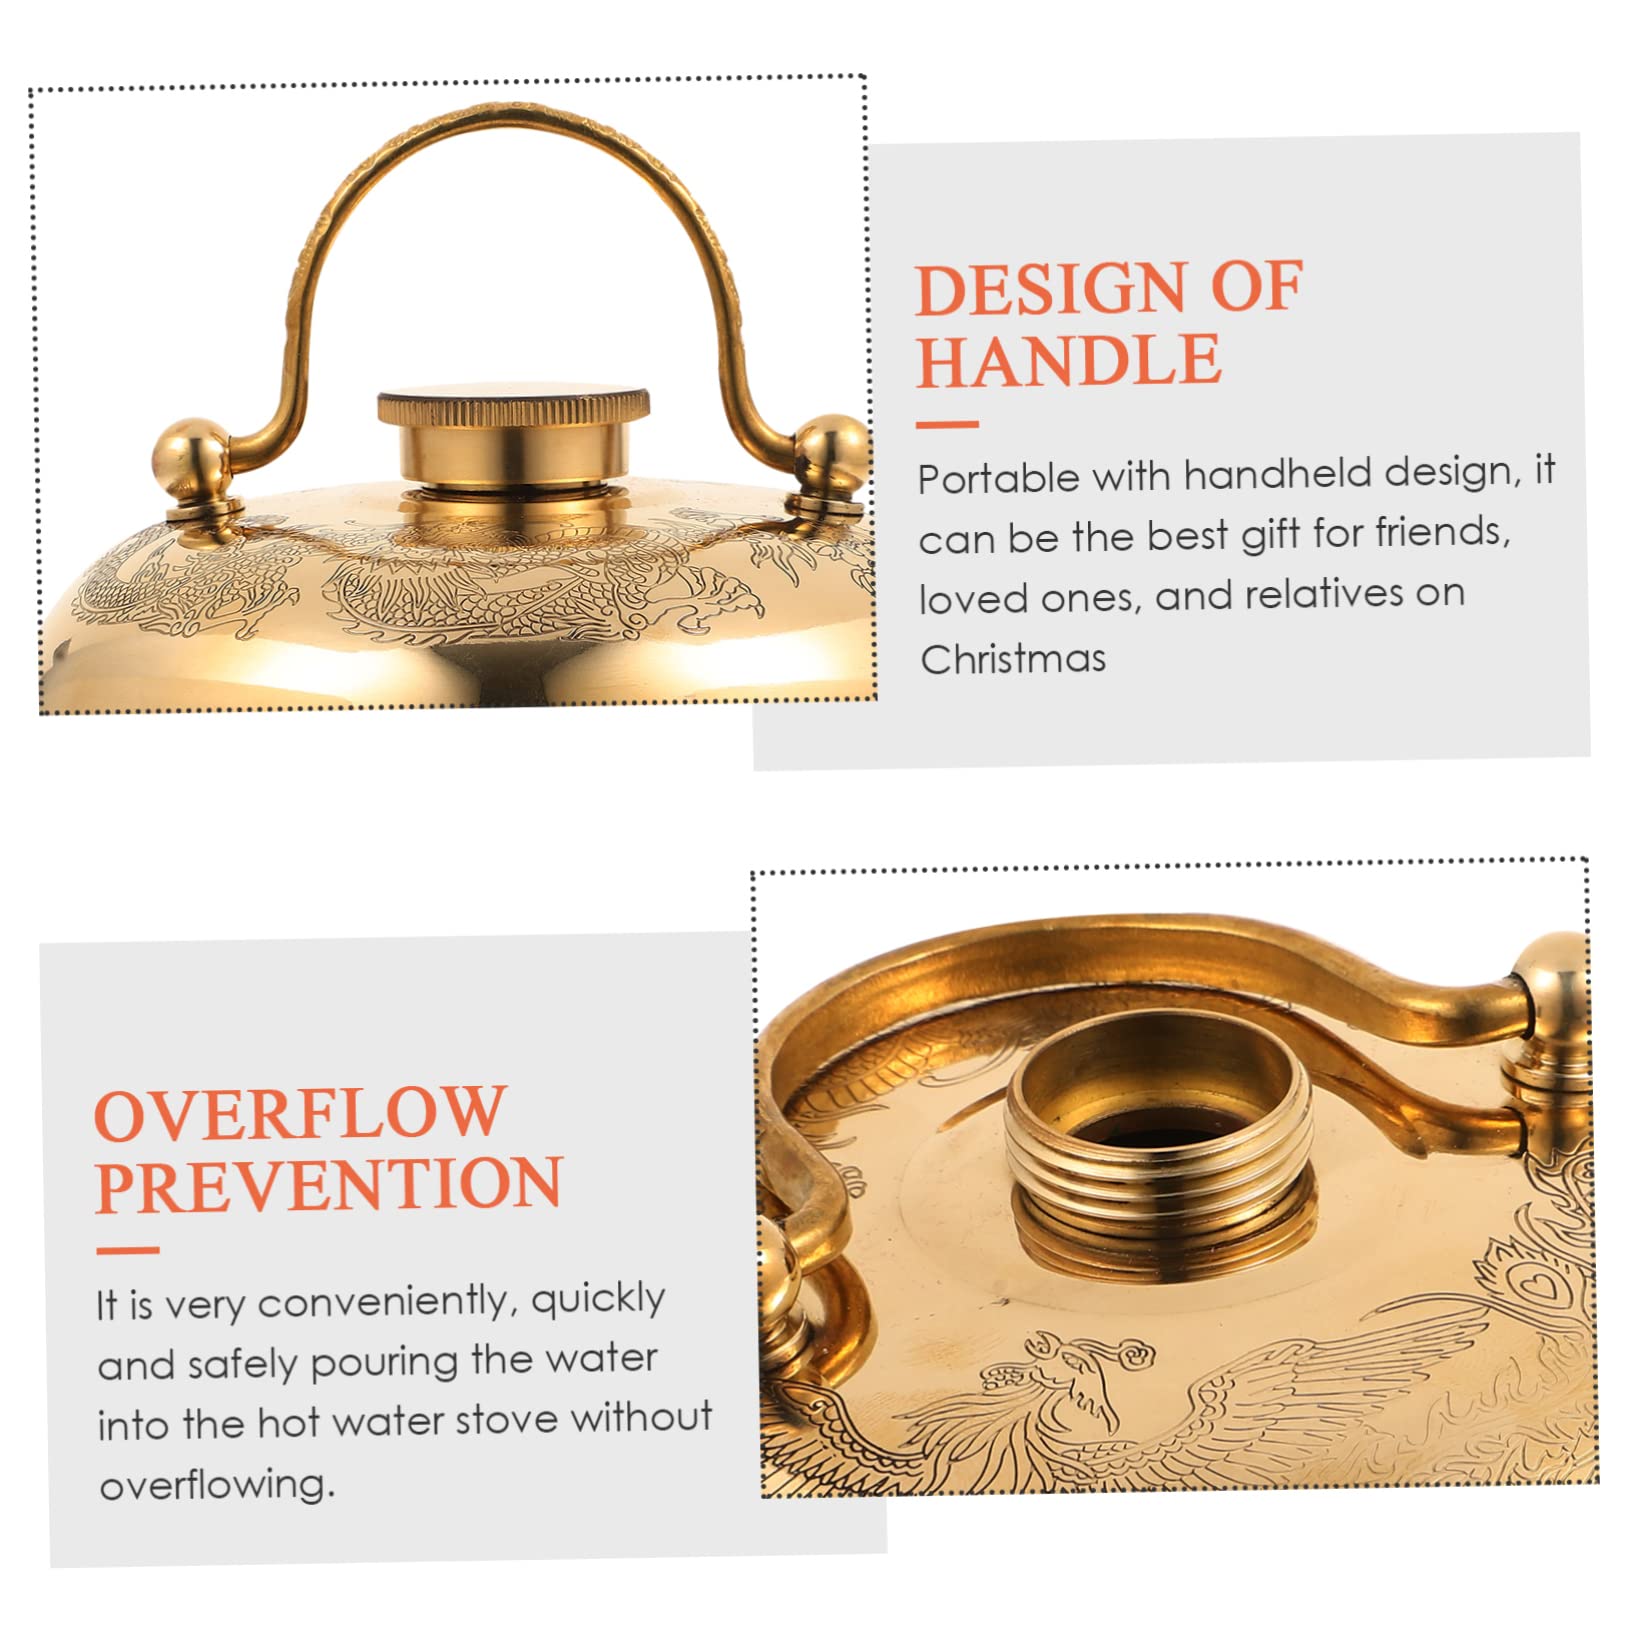 DESIGN OF
HANDLE
Portable with handheld design, it
can be the best gift for friends,
loved ones, and relatives on
Christmas
OVERFLOW
PREVENTION
It is very conveniently, quickly
and safely pouring the water
into the hot water stove without
overflowing.